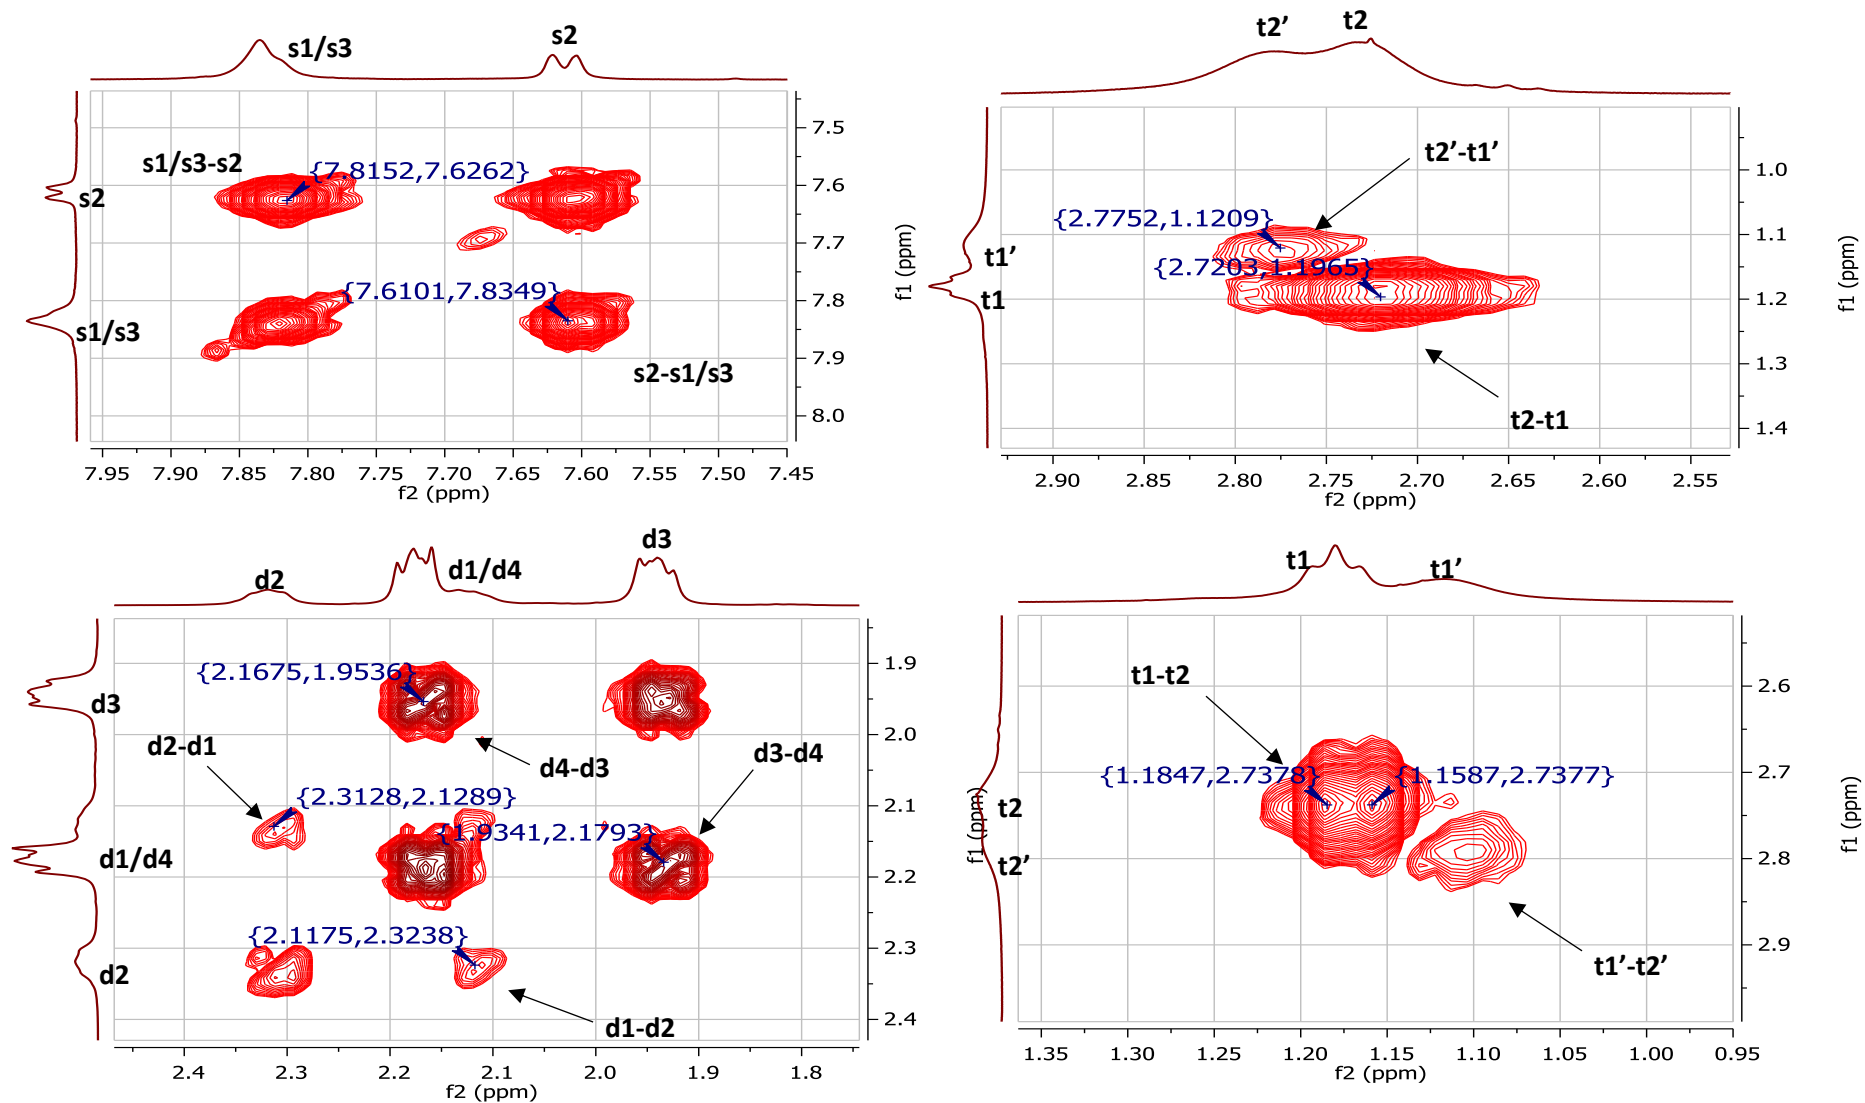 s1/s3
s2
s1/s3-s2
{7.8152,7.6262}
{7.6101,7.8349}
s2-s1/s3
s2
s1/s3
7.5
7.6
7.7
7.8
7.9
8.0
7.95 7.90 7.85 7.80 7.75 7.70 7.65 7.60 7.55 7.50 7.45
f2 (ppm)
f1 (ppm)
t2’
t2
t2’-t1’
{2.7752,1.1209}
{2.7203,1.1965}
t2-t1
t1’
t1
1.0
1.1
1.2
1.3
1.4
2.90 2.85 2.80 2.75 2.70 2.65 2.60 2.55
f2 (ppm)
f1 (ppm)
d2
d1/d4
d3
{2.1675,1.9536}
d4-d3
d3-d4
d2-d1
{2.3128,2.1289}
{1.9341,2.1793}
{2.1175,2.3238}
d1-d2
d3
d1/d4
d2
1.9
2.0
2.1
2.2
2.3
2.4
2.4 2.3 2.2 2.1 2.0 1.9 1.8
f2 (ppm)
f1 (ppm)
t1
t1’
t1-t2
{1.1847,2.7378}
{1.1587,2.7377}
t1’-t2’
t2
t2’
2.6
2.7
2.8
2.9
1.35 1.30 1.25 1.20 1.15 1.10 1.05 1.00 0.95
f2 (ppm)
f1 (ppm)